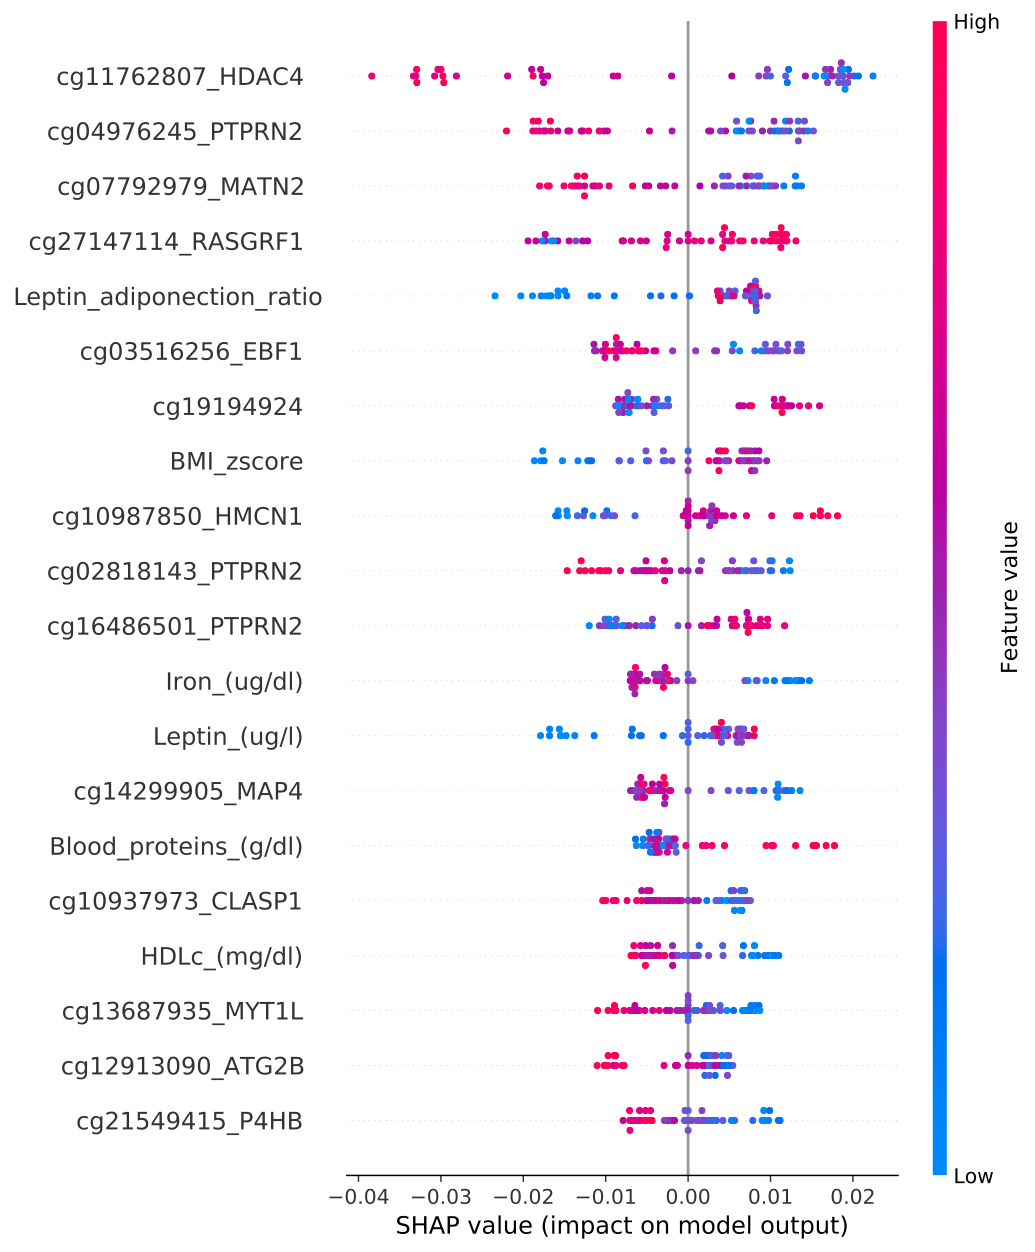 High
cg11762807_HDAC4
cg04976245_PTPRN2
cg07792979_MATN2
cg27147114_RASGRF1
Leptin_adiponection_ratio
cg03516256_EBF1
cg19194924
BMI_zscore
cg10987850_HMCN1
cg02818143_PTPRN2
cg16486501_PTPRN2
Iron_(ug/dl)
Leptin_(ug/l)
cg14299905_MAP4
Blood_proteins_(g/dl)
cg10937973_CLASP1
HDLc_(mg/dl)
cg13687935_MYT1L
cg12913090_ATG2B
cg21549415_P4HB
Feature value
Low
−0.04 −0.03 −0.02 −0.01 0.00 0.01 0.02
SHAP value (impact on model output)